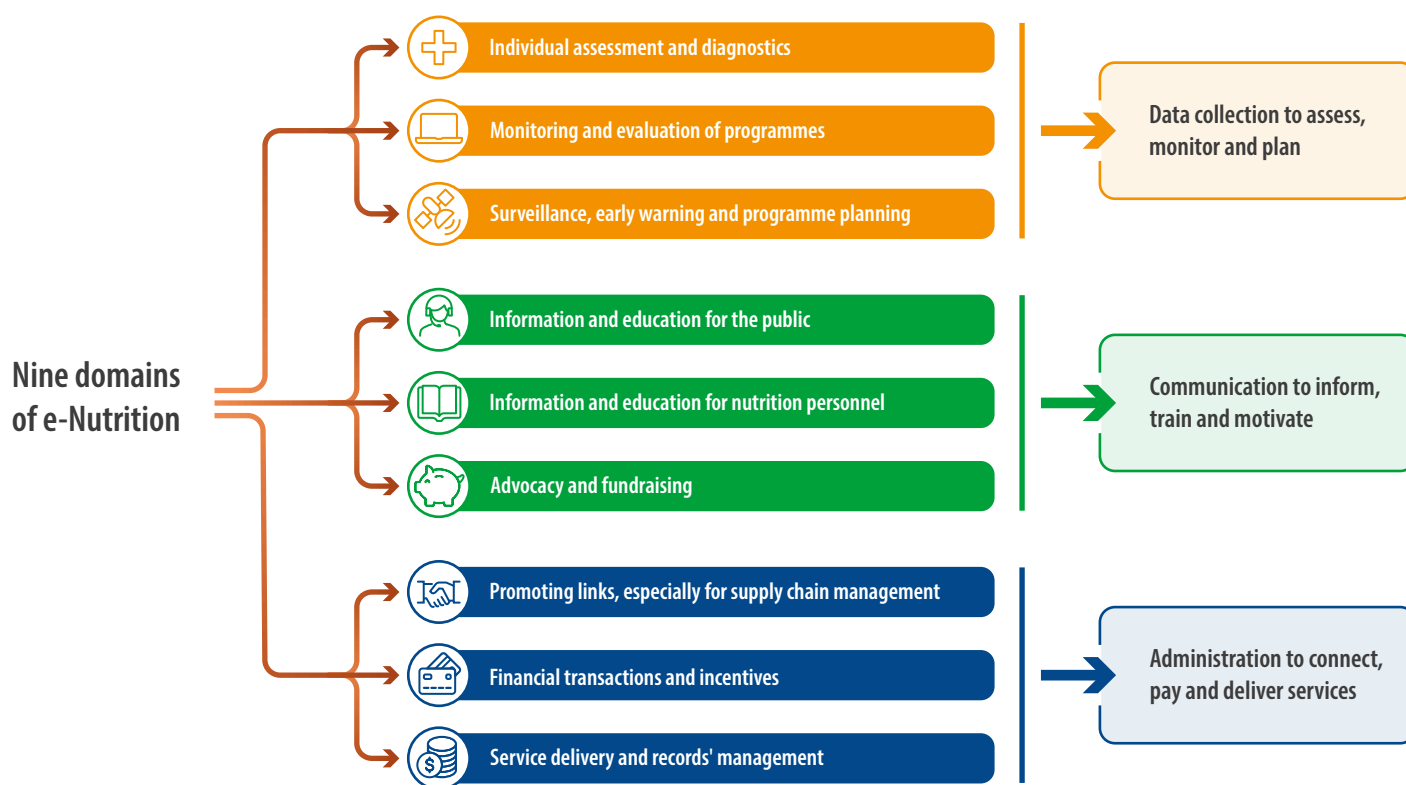 Nine domains
of e-Nutrition
Individual assessment and diagnostics
Monitoring and evaluation of programmes
Surveillance, early warning and programme planning
Data collection to assess,
monitor and plan
Information and education for the public
Information and education for nutrition personnel
Advocacy and fundraising
Communication to inform,
train and motivate
Promoting links, especially for supply chain management
Financial transactions and incentives
$
Service delivery and records' management
Administration to connect,
pay and deliver services